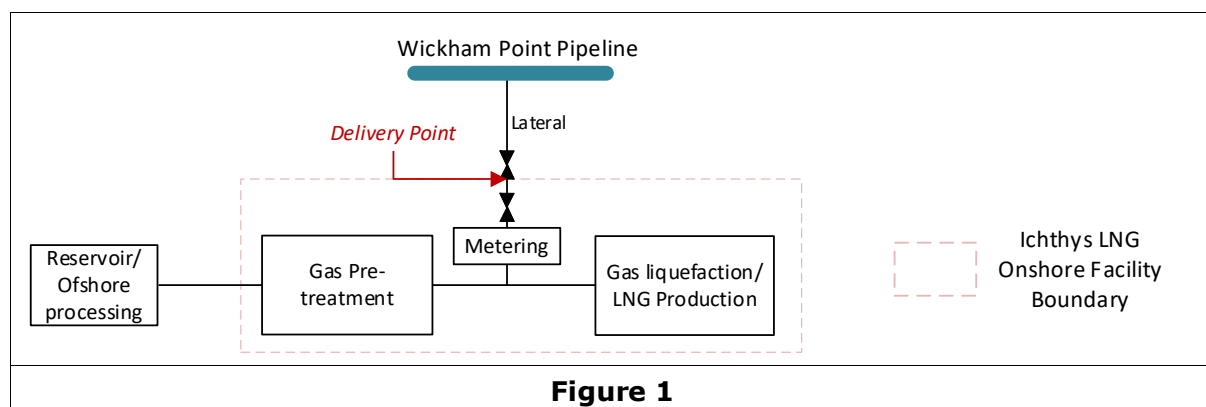 Wickham Point Pipeline
Lateral
Delivery Point
Metering
Reservoir/
Ofshore
processing
Gas Pre-
treatment
Gas liquefaction/
LNG Production
Ichthys LNG
Onshore Facility
Boundary
Figure 1